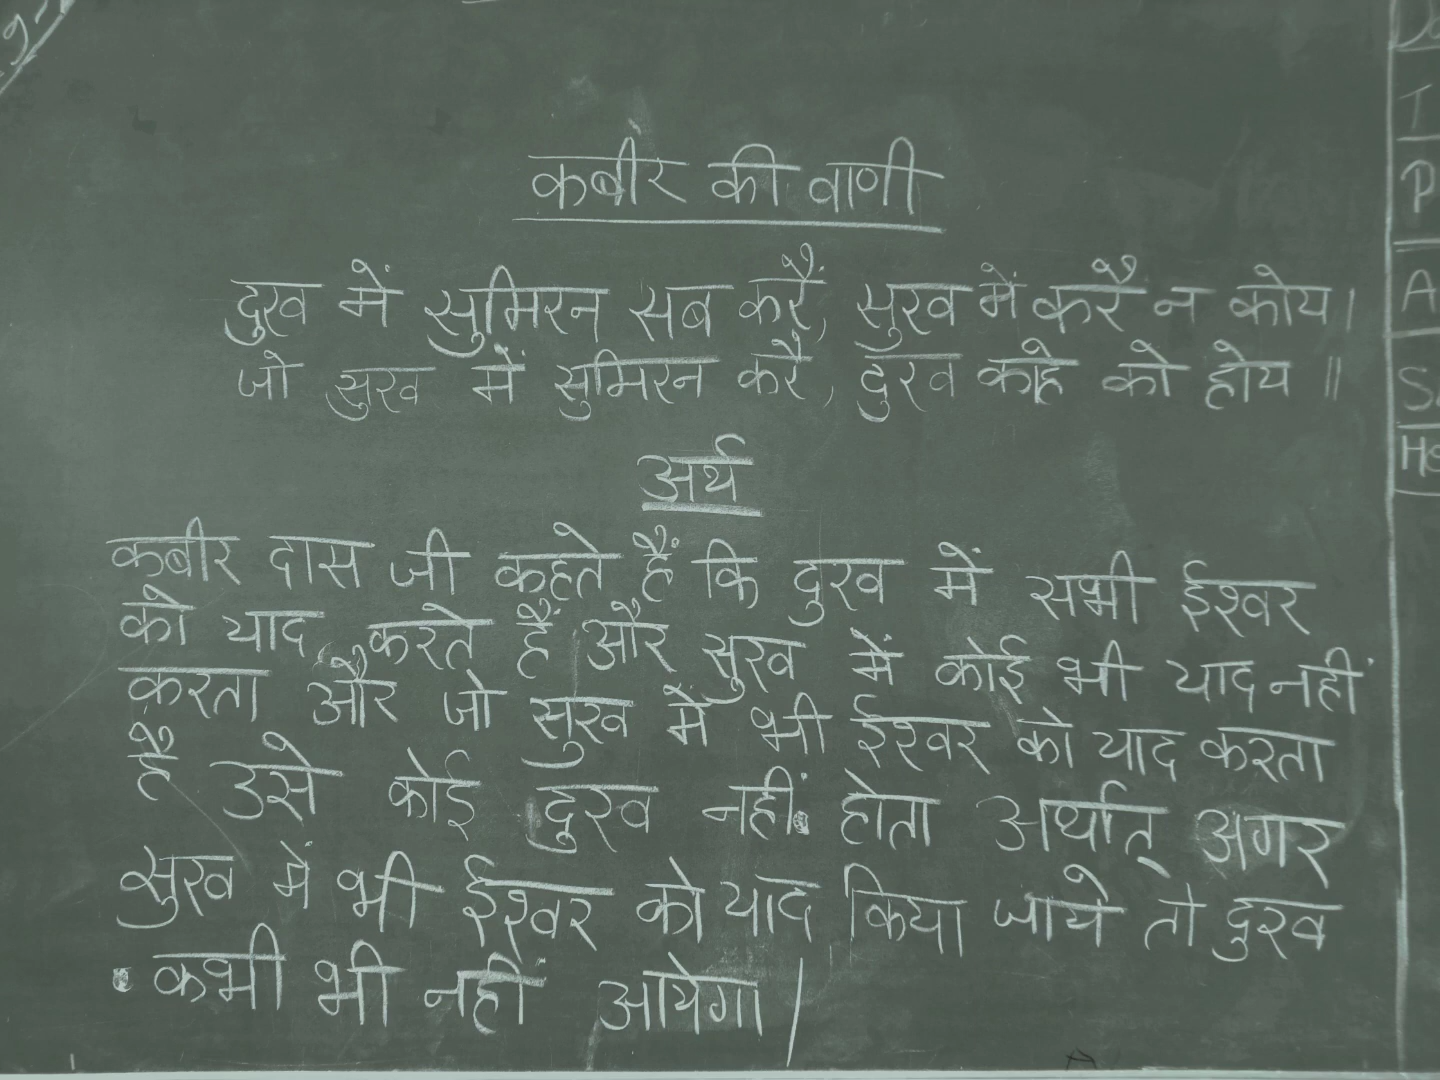 कबीर की वाणी
दुख में सुमिरन सब करैं, सुख में करै न कोय।
जो सुख में सुमिरन करै, दुख काहे को होय ॥
अर्थ
कबीर दास जी कहते हैं कि दुख में सभी ईश्वर
को याद करते हैं और सुख में कोई भी याद नहीं
करता और जो सुख में भी ईश्वर को याद करता
है उसे कोई दुख नहीं होता अर्थात् अगर
सुख में भी ईश्वर को याद किया जाये तो दुख
कभी भी नहीं आयेगा।
T
P
A